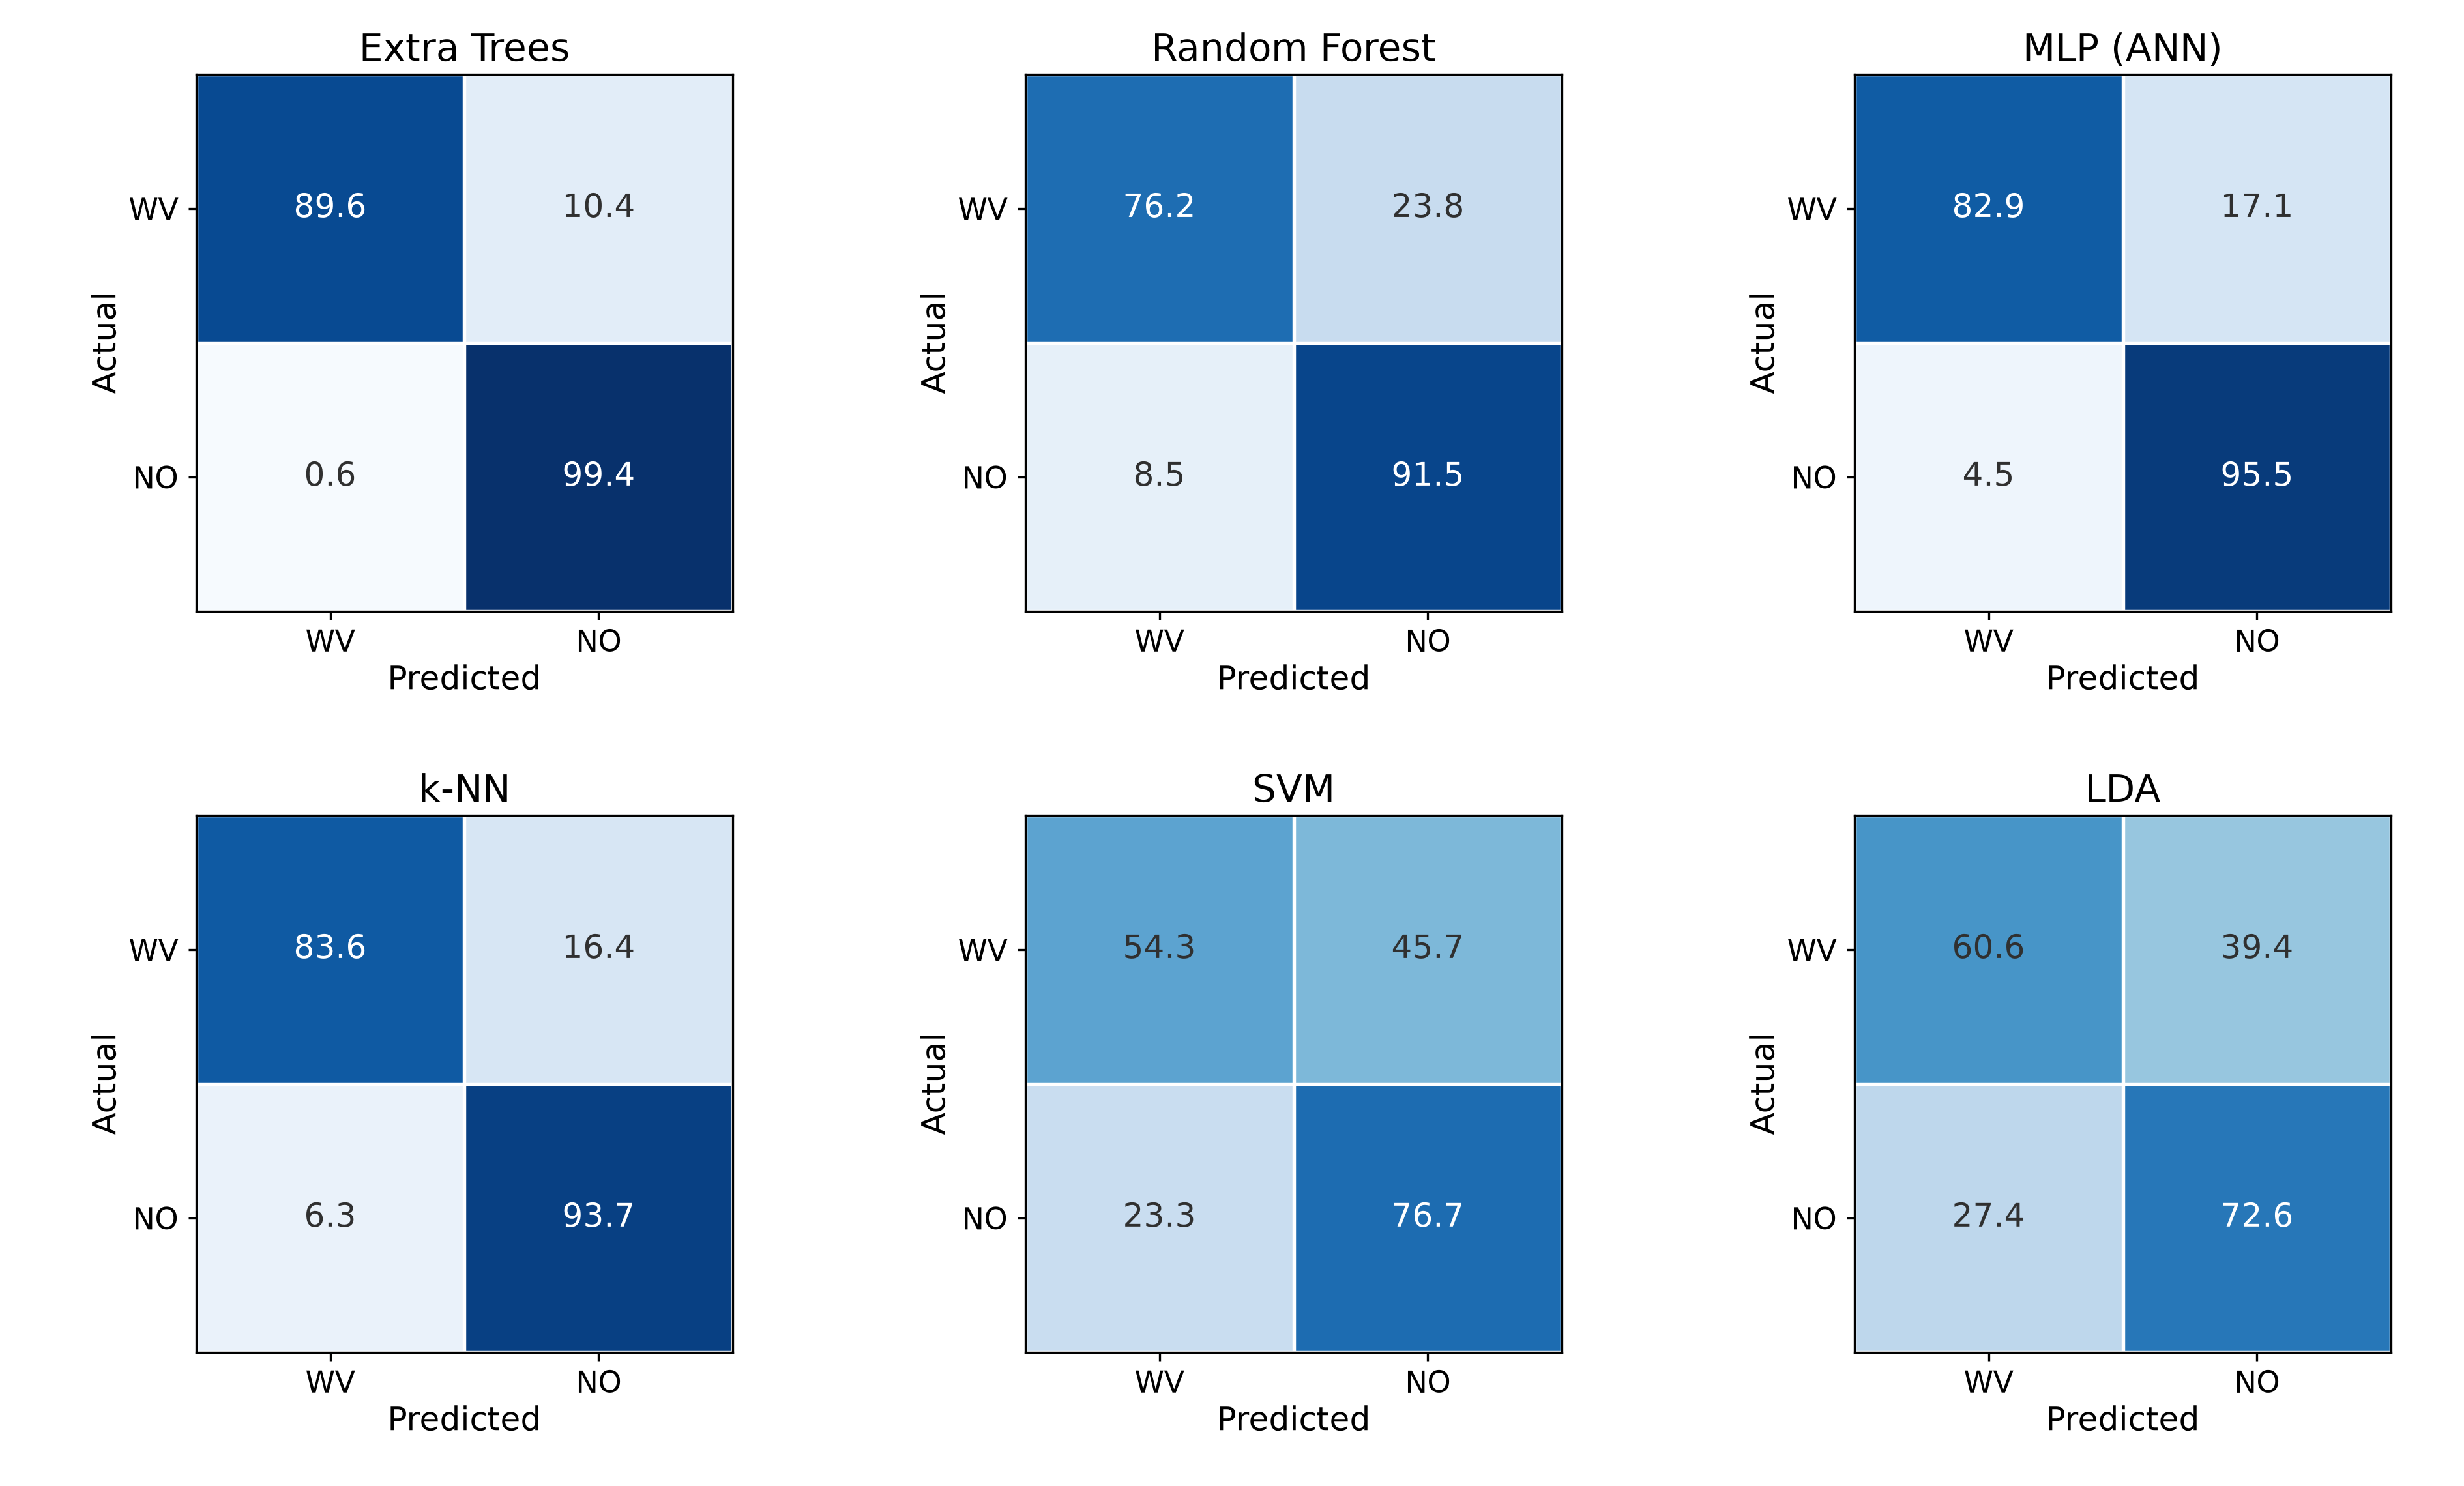 Extra Trees
WV 89.6 10.4
Actual
NO 0.6 99.4
WV NO
Predicted
Random Forest
WV 76.2 23.8
Actual
NO 8.5 91.5
WV NO
Predicted
MLP (ANN)
WV 82.9 17.1
Actual
NO 4.5 95.5
WV NO
Predicted
k-NN
WV 83.6 16.4
Actual
NO 6.3 93.7
WV NO
Predicted
SVM
WV 54.3 45.7
Actual
NO 23.3 76.7
WV NO
Predicted
LDA
WV 60.6 39.4
Actual
NO 27.4 72.6
WV NO
Predicted